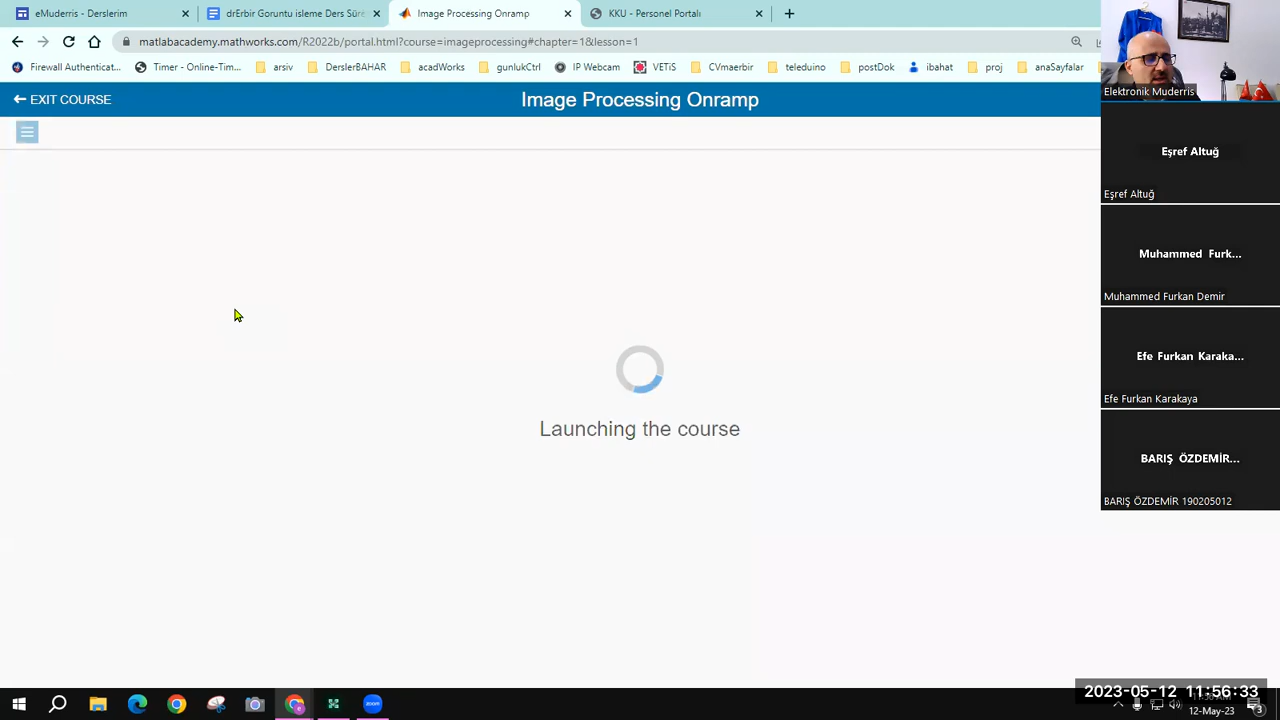 eMuderris - Derslerim
drErbir Goruntu isleme Ders Süre
Image Processing Onramp
KKU - Personel Portalı
matlabacademy.mathworks.com/R2022b/portal.html?course=imageprocessing#chapter=1&lesson=1
Firewall Authenticat...
Timer - Online-Tim...
arsiv
DerslerBAHAR
acadWorks
gunlukCtrl
IP Webcam
VETiS
CVmaerbir
teleduino
postDok
ibahat
proj
anaSayfalar
EXIT COURSE
Image Processing Onramp
Launching the course
Elektronik Muderris
Eşref Altuğ
Eşref Altuğ
Muhammed Furk...
Muhammed Furkan Demir
Efe Furkan Karaka...
Efe Furkan Karakaya
BARIŞ ÖZDEMİR...
BARIŞ ÖZDEMİR 190205012
zoom
2023-05-12 11:56:33
12-May-23
3